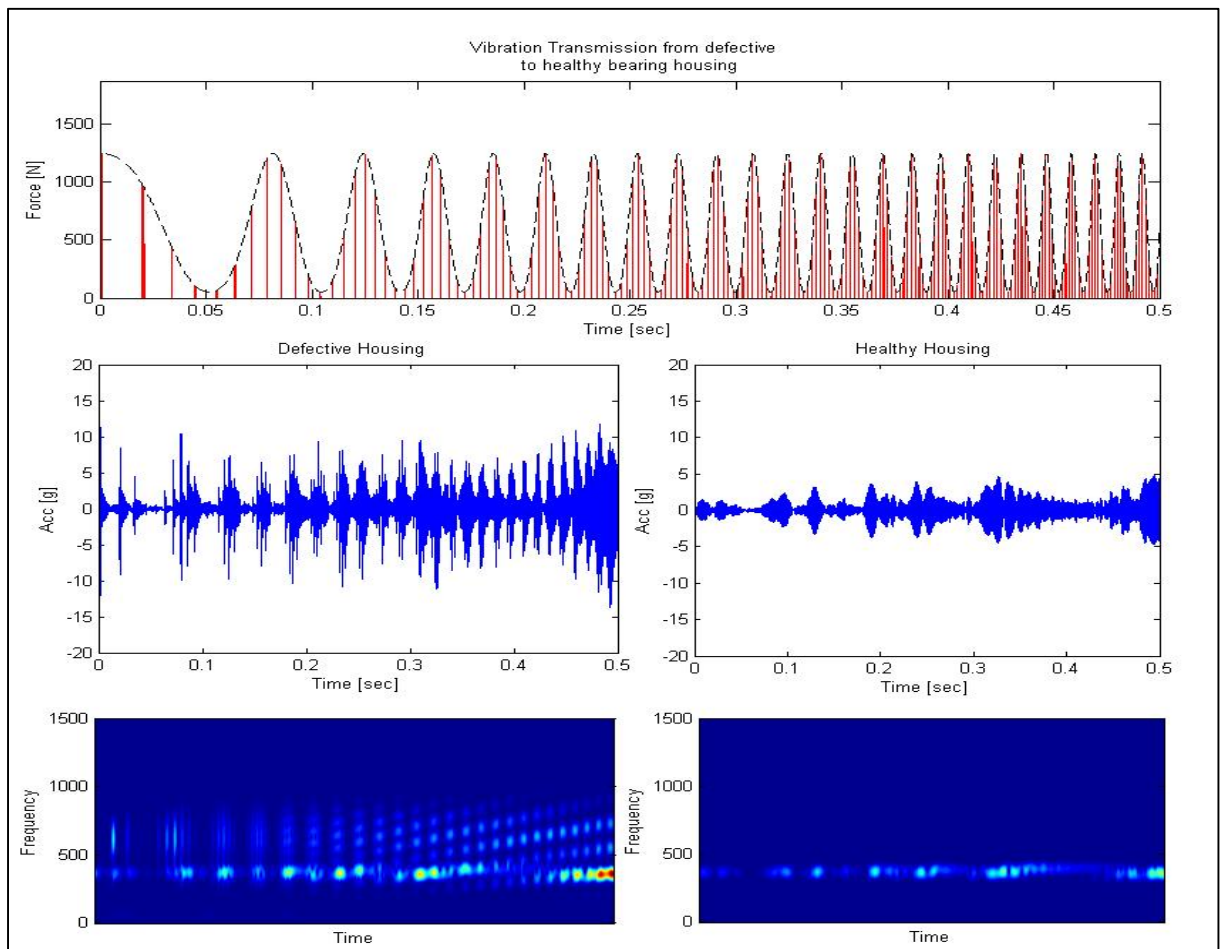 Vibration Transmission from defective
to healthy bearing housing
1500
1000
500
0
Force [N]
0 0.05 0.1 0.15 0.2 0.25 0.3 0.35 0.4 0.45 0.5
Time [sec]
Defective Housing
20
15
10
5
0
-5
-10
-15
-20
Acc [g]
0 0.1 0.2 0.3 0.4 0.5
Time [sec]
Healthy Housing
20
15
10
5
0
-5
-10
-15
-20
Acc [g]
0 0.1 0.2 0.3 0.4 0.5
Time [sec]
1500
1000
500
0
Frequency
Time
1500
1000
500
0
Frequency
Time